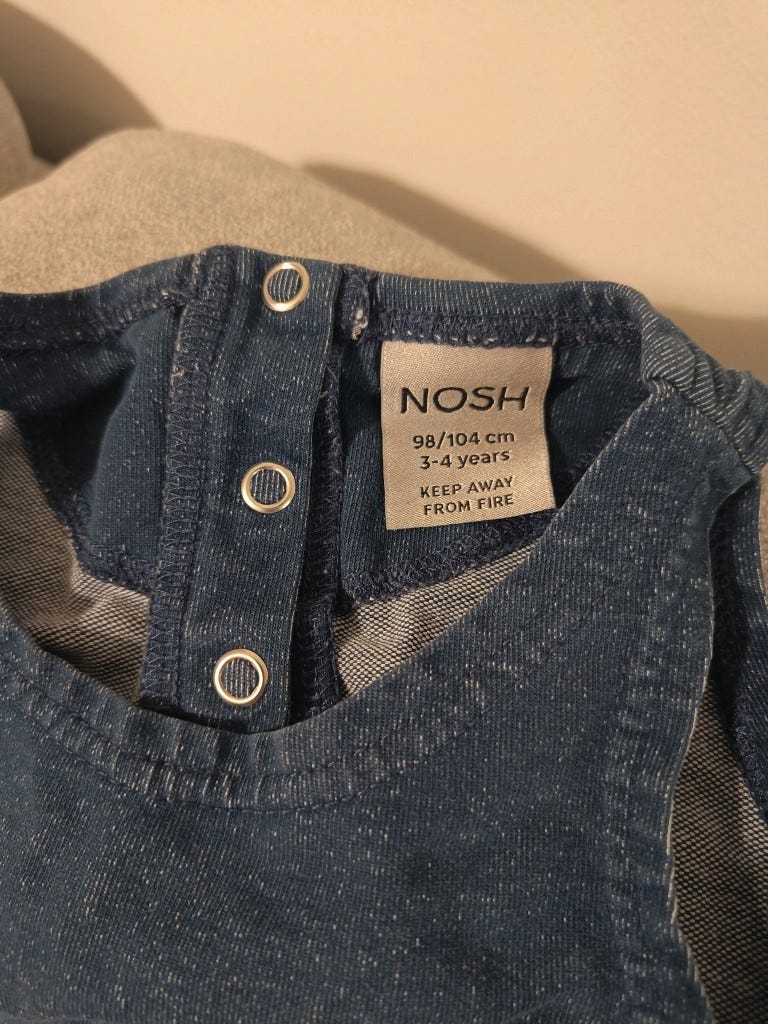 NOSH
98/104 cm
3-4 years
KEEP AWAY
FROM FIRE